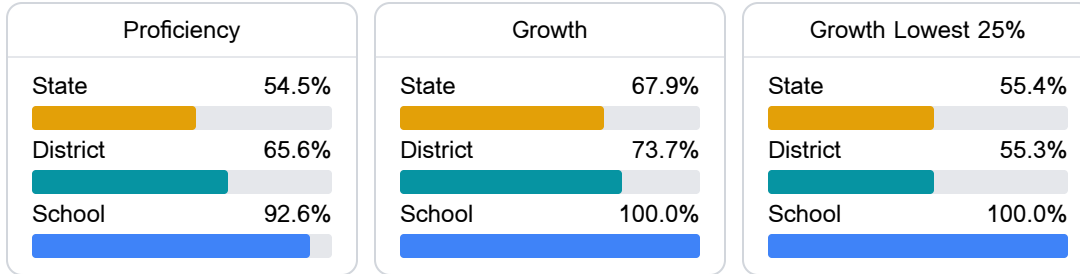 Proficiency
State 54.5%
District 65.6%
School 92.6%
Growth
State 67.9%
District 73.7%
School 100.0%
Growth Lowest 25%
State 55.4%
District 55.3%
School 100.0%